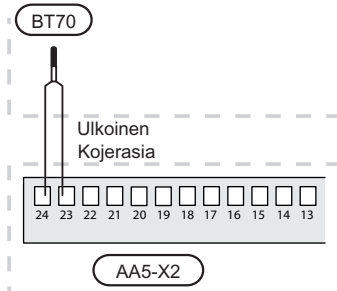 BT70
Ulkoinen
Kojerasia
24 23 22 21 20 19 18 17 16 15 14 13
AA5-X2